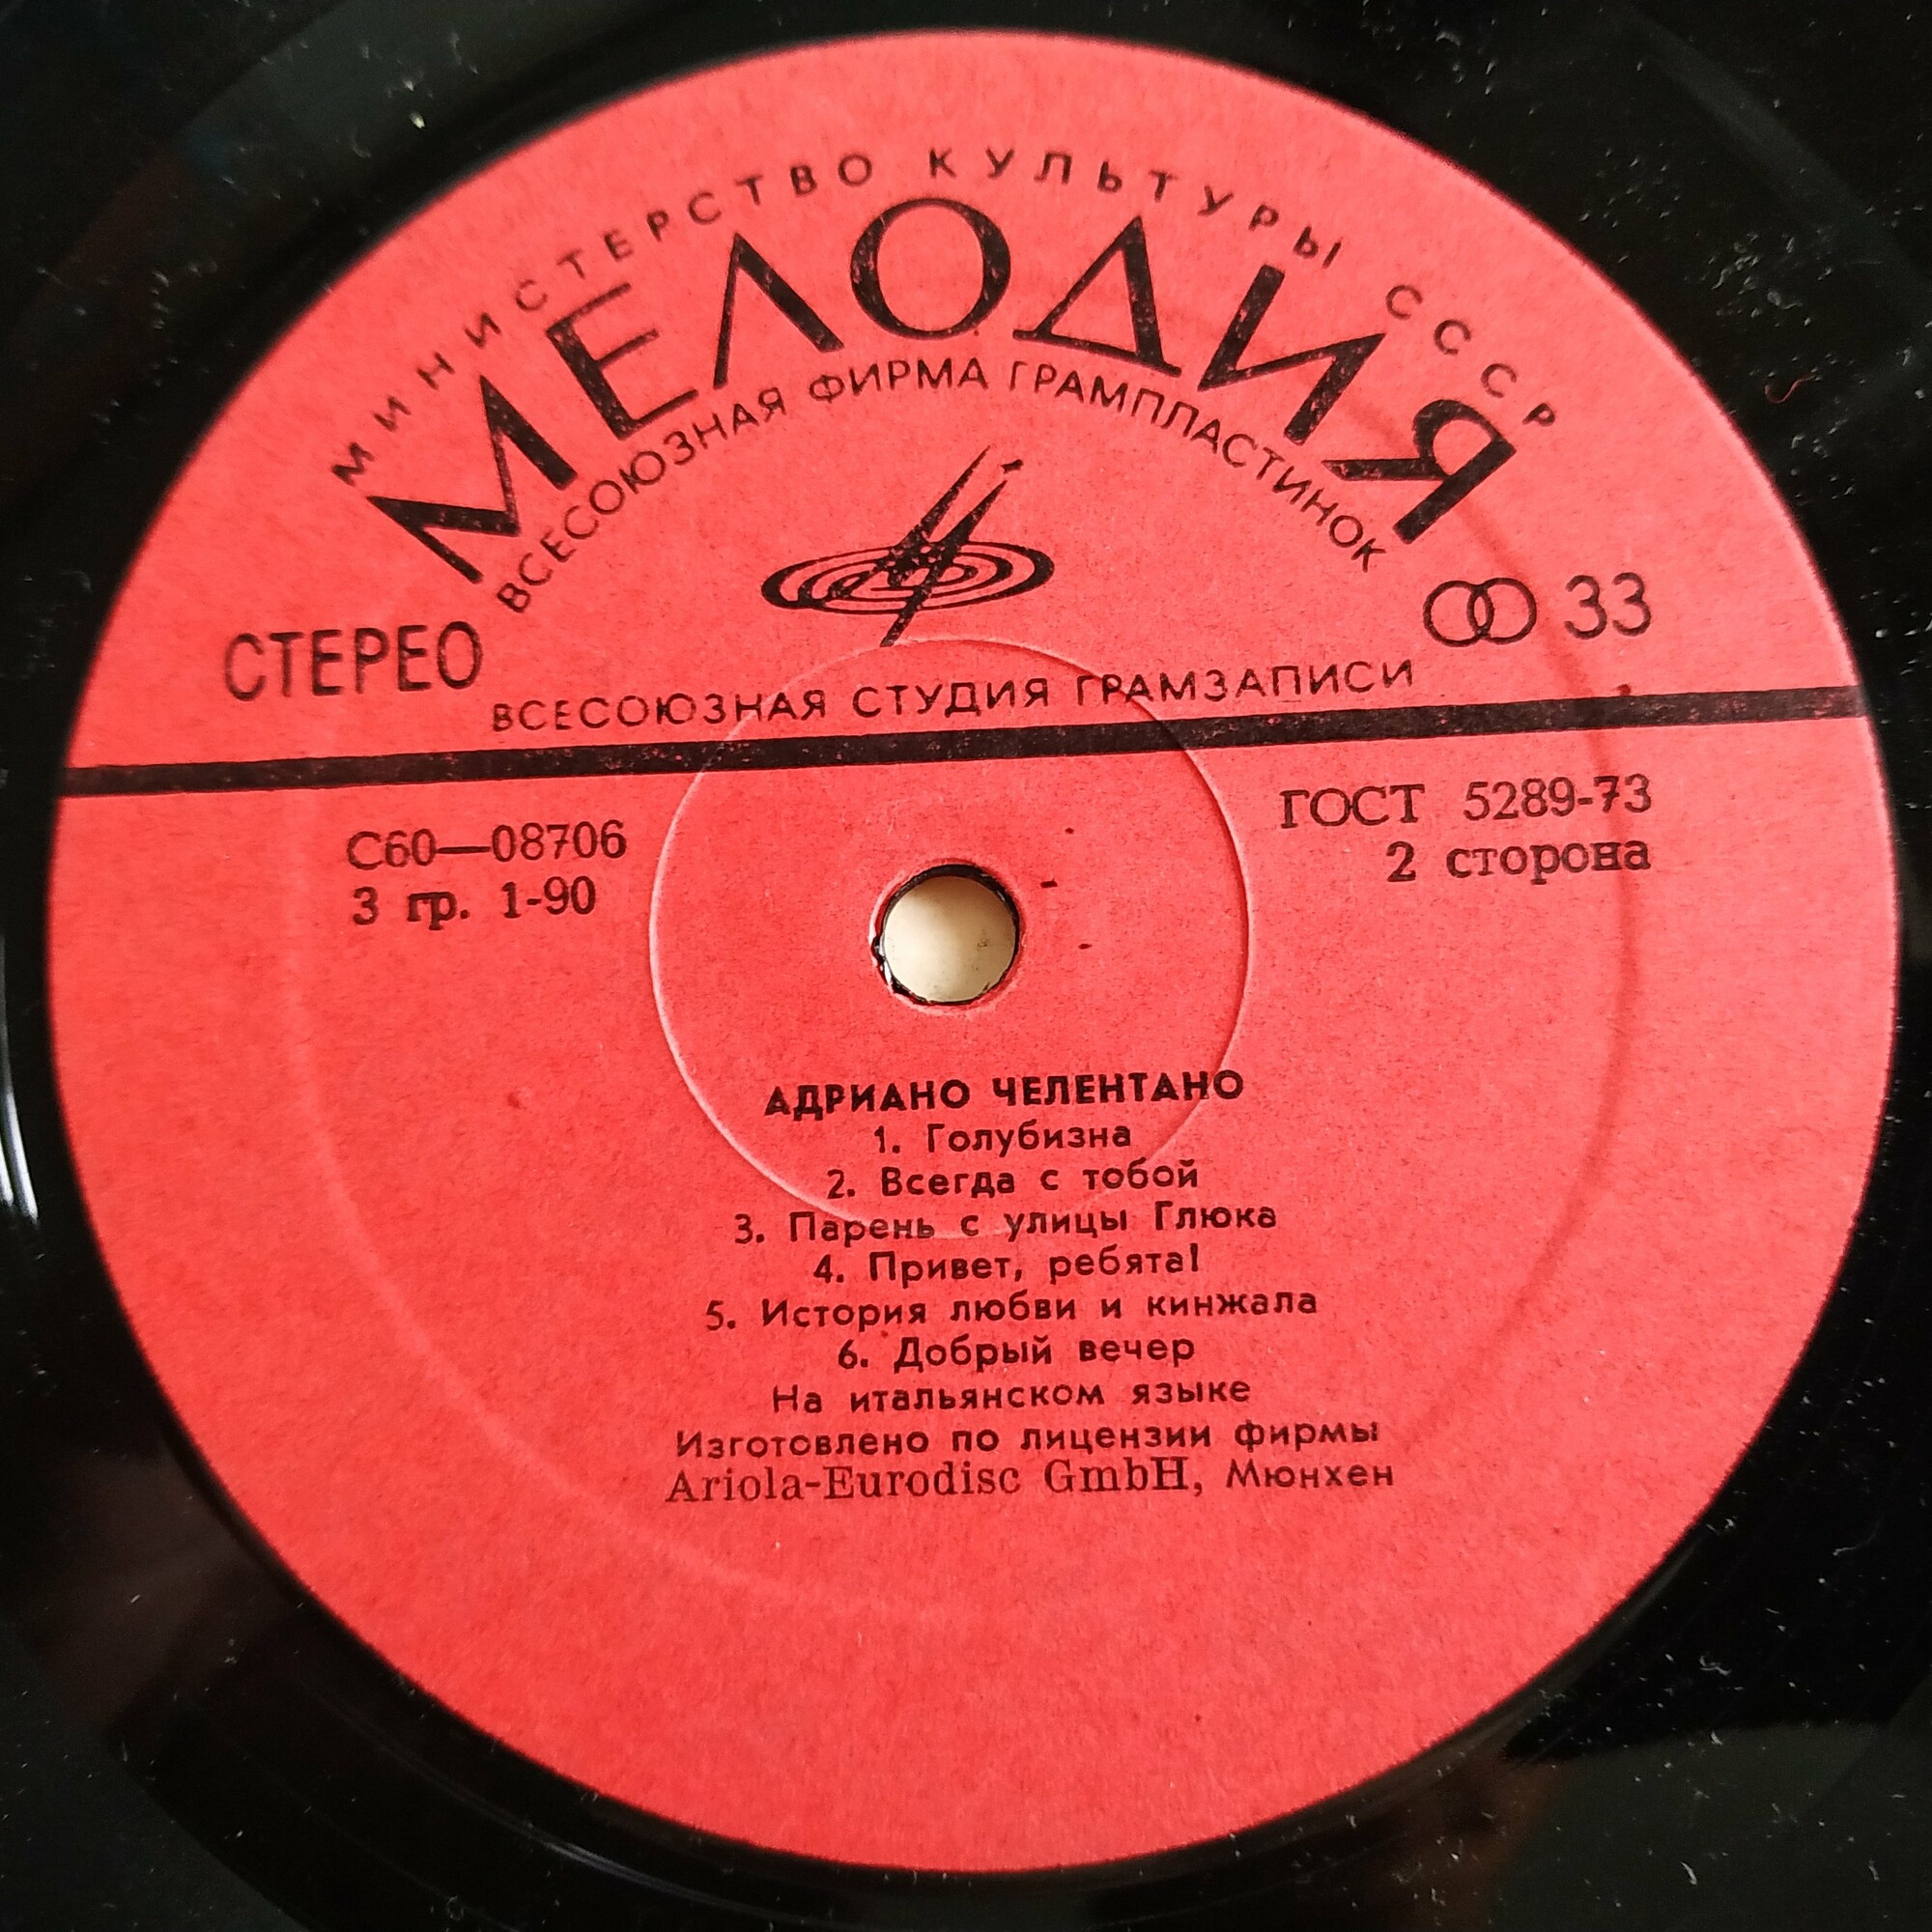 МИНИСТЕРСТВО КУЛЬТУРЫ СССР
МЕЛОДИЯ
ВСЕСОЮЗНАЯ ФИРМА ГРАМПЛАСТИНОК
СТЕРЕО
33
ВСЕСОЮЗНАЯ СТУДИЯ ГРАМЗАПИСИ
С60—08706
ГОСТ 5289-73
3 гр. 1-90
2 сторона
АДРИАНО ЧЕЛЕНТАНО
1. Голубизна
2. Всегда с тобой
3. Парень с улицы Глюка
4. Привет, ребята!
5. История любви и кинжала
6. Добрый вечер
На итальянском языке
Изготовлено по лицензии фирмы
Ariola-Eurodisc GmbH, Мюнхен